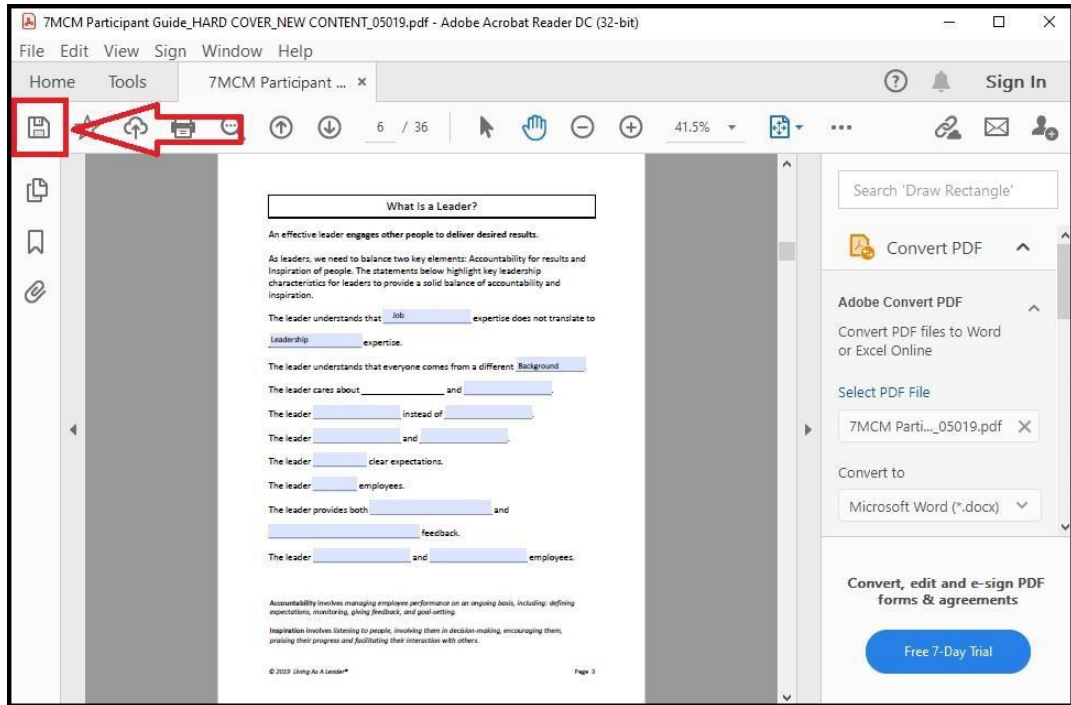 7MCM Participant Guide_HARD COVER_NEW CONTENT_05019.pdf - Adobe Acrobat Reader DC (32-bit)
File Edit View Sign Window Help
Home Tools 7MCM Participant ... × ? Sign In
6 / 36 41.5%
What Is a Leader?
An effective leader engages other people to deliver desired results.
As leaders, we need to balance two key elements: Accountability for results and
Inspiration of people. The statements below highlight key leadership
characteristics for leaders to provide a solid balance of accountability and
inspiration.
The leader understands that Job expertise does not translate to
Leadership expertise.
The leader understands that everyone comes from a different Background.
The leader cares about and .
The leader instead of .
The leader and .
The leader clear expectations.
The leader employees.
The leader provides both and
feedback.
The leader and employees.
Accountability involves managing employee performance on an ongoing basis, including: defining
expectations, monitoring, giving feedback, and goal-setting.
Inspiration involves listening to people, involving them in decision-making, encouraging them,
praising their progress and facilitating their interaction with others.
© 2019 Living As A Leader® Page 3
Search 'Draw Rectangle'
Convert PDF
Adobe Convert PDF
Convert PDF files to Word
or Excel Online
Select PDF File
7MCM Parti..._05019.pdf
Convert to
Microsoft Word (*.docx)
Convert, edit and e-sign PDF
forms & agreements
Free 7-Day Trial